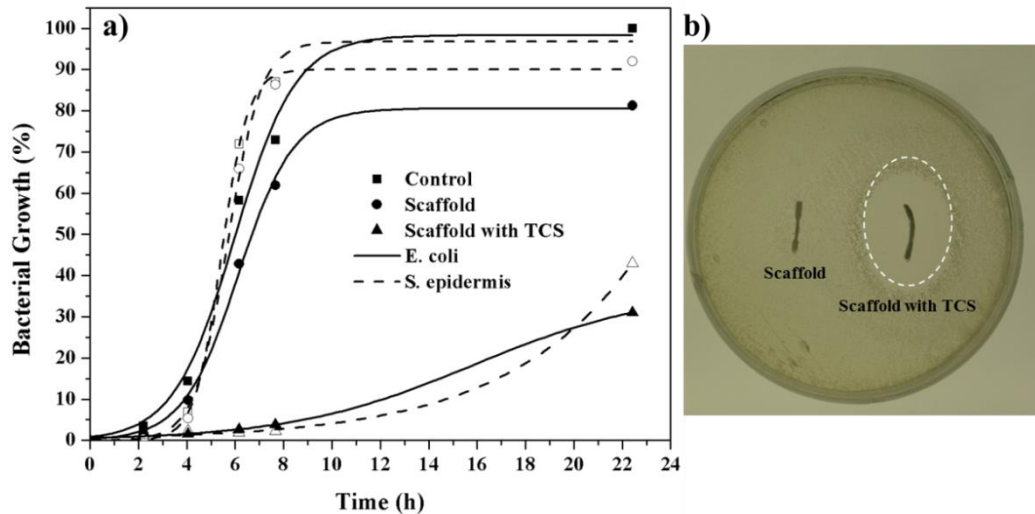 a)
100
90
80
70
60
50
40
30
20
10
0
Bacterial Growth (%)
Control
Scaffold
Scaffold with TCS
E. coli
S. epidermis
0 2 4 6 8 10 12 14 16 18 20 22 24
Time (h)
b)
Scaffold
Scaffold with TCS